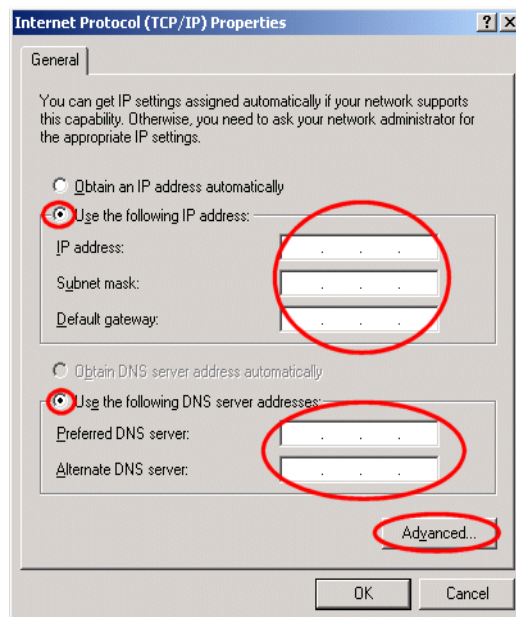 Internet Protocol (TCP/IP) Properties
General
You can get IP settings assigned automatically if your network supports
this capability. Otherwise, you need to ask your network administrator for
the appropriate IP settings.
Obtain an IP address automatically
Use the following IP address:
IP address:
Subnet mask:
Default gateway:
Obtain DNS server address automatically
Use the following DNS server addresses:
Preferred DNS server:
Alternate DNS server:
Advanced...
OK Cancel